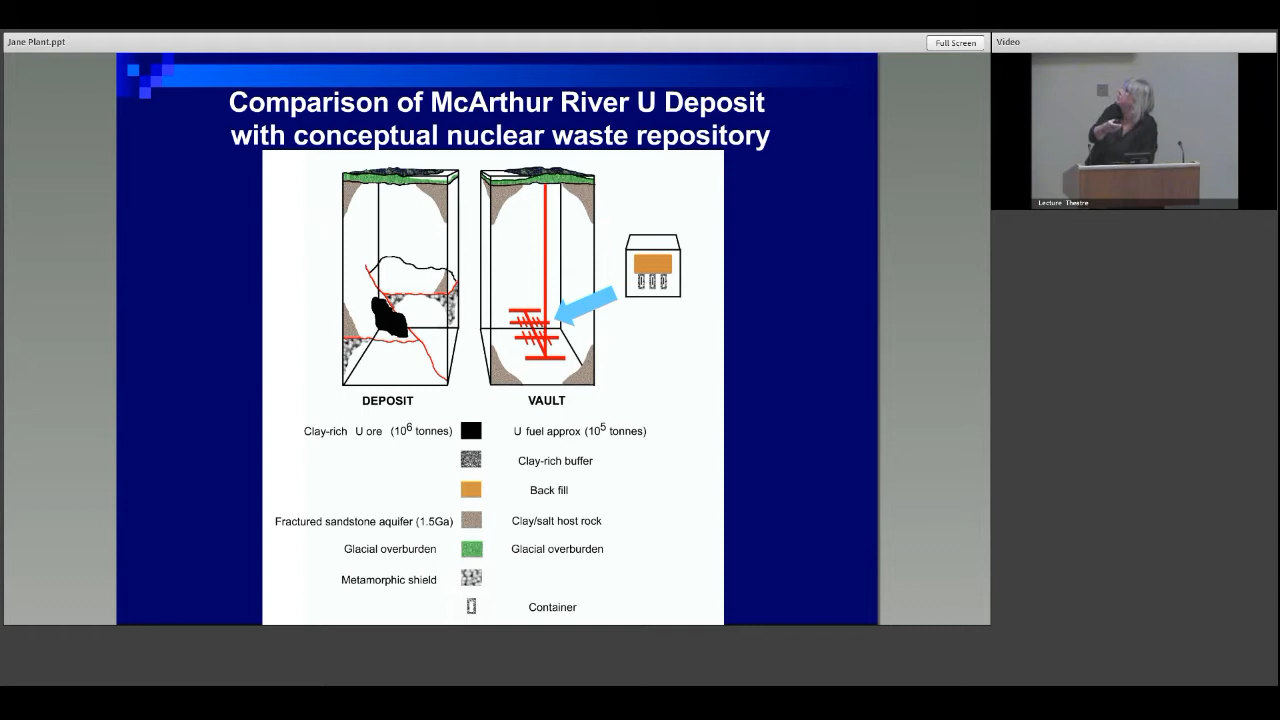 Jane Plant.ppt
Full Screen
Video
Comparison of McArthur River U Deposit
with conceptual nuclear waste repository
Lecture Theatre
DEPOSIT
VAULT
Clay-rich U ore (10⁶ tonnes)
U fuel approx (10⁵ tonnes)
Clay-rich buffer
Back fill
Fractured sandstone aquifer (1.5Ga)
Clay/salt host rock
Glacial overburden
Glacial overburden
Metamorphic shield
Container